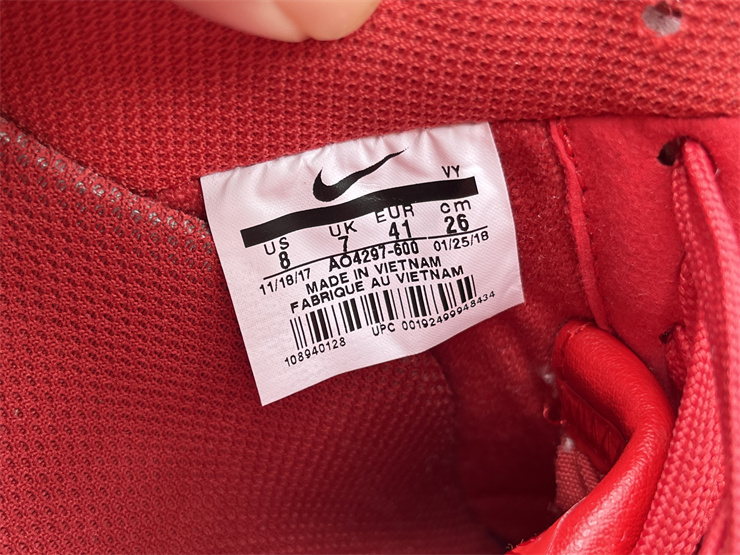 VY
US UK EUR cm
8 7 41 26
11/18/17 AO4297-600 01/25/18
MADE IN VIETNAM
FABRIQUE AU VIETNAM
108940128 UPC 00192499948434